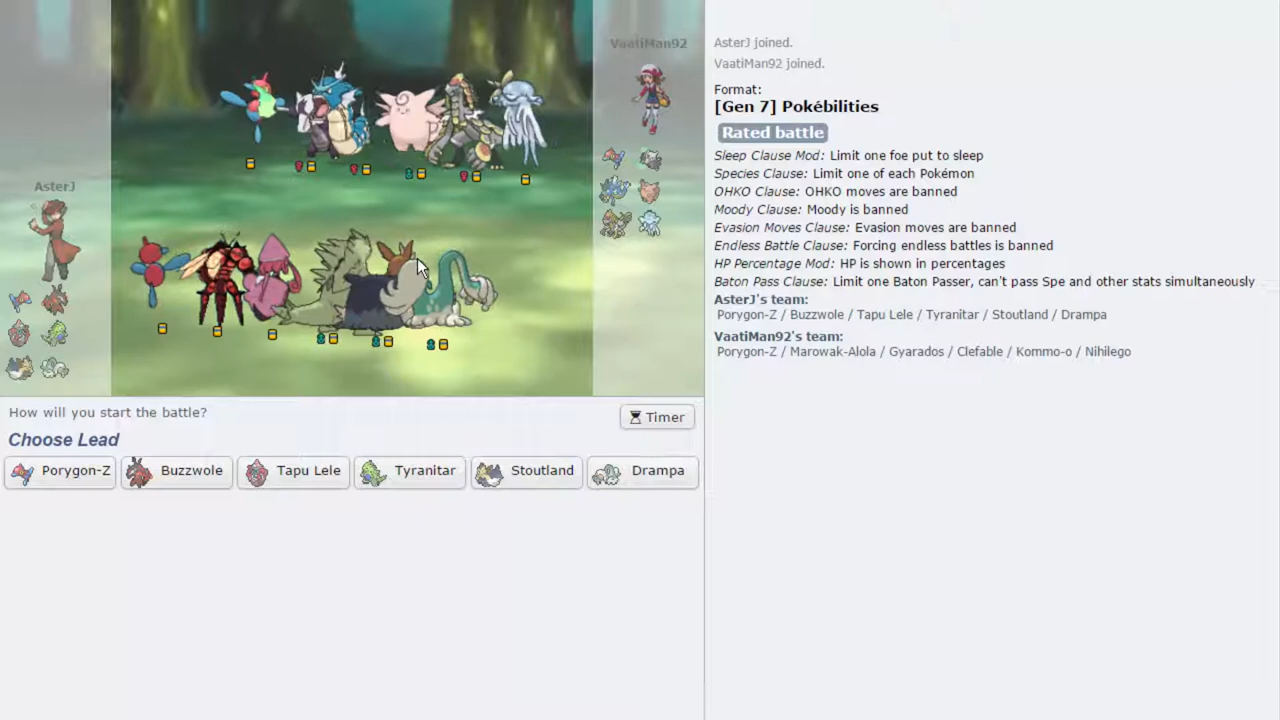 AsterJ
VaatiMan92
AsterJ joined.
VaatiMan92 joined.
Format:
[Gen 7] Pokébilities
Rated battle
Sleep Clause Mod: Limit one foe put to sleep
Species Clause: Limit one of each Pokémon
OHKO Clause: OHKO moves are banned
Moody Clause: Moody is banned
Evasion Moves Clause: Evasion moves are banned
Endless Battle Clause: Forcing endless battles is banned
HP Percentage Mod: HP is shown in percentages
Baton Pass Clause: Limit one Baton Passer, can't pass Spe and other stats simultaneously
AsterJ's team:
Porygon-Z / Buzzwole / Tapu Lele / Tyranitar / Stoutland / Drampa
VaatiMan92's team:
Porygon-Z / Marowak-Alola / Gyarados / Clefable / Kommo-o / Nihilego
How will you start the battle?
Timer
Choose Lead
Porygon-Z
Buzzwole
Tapu Lele
Tyranitar
Stoutland
Drampa